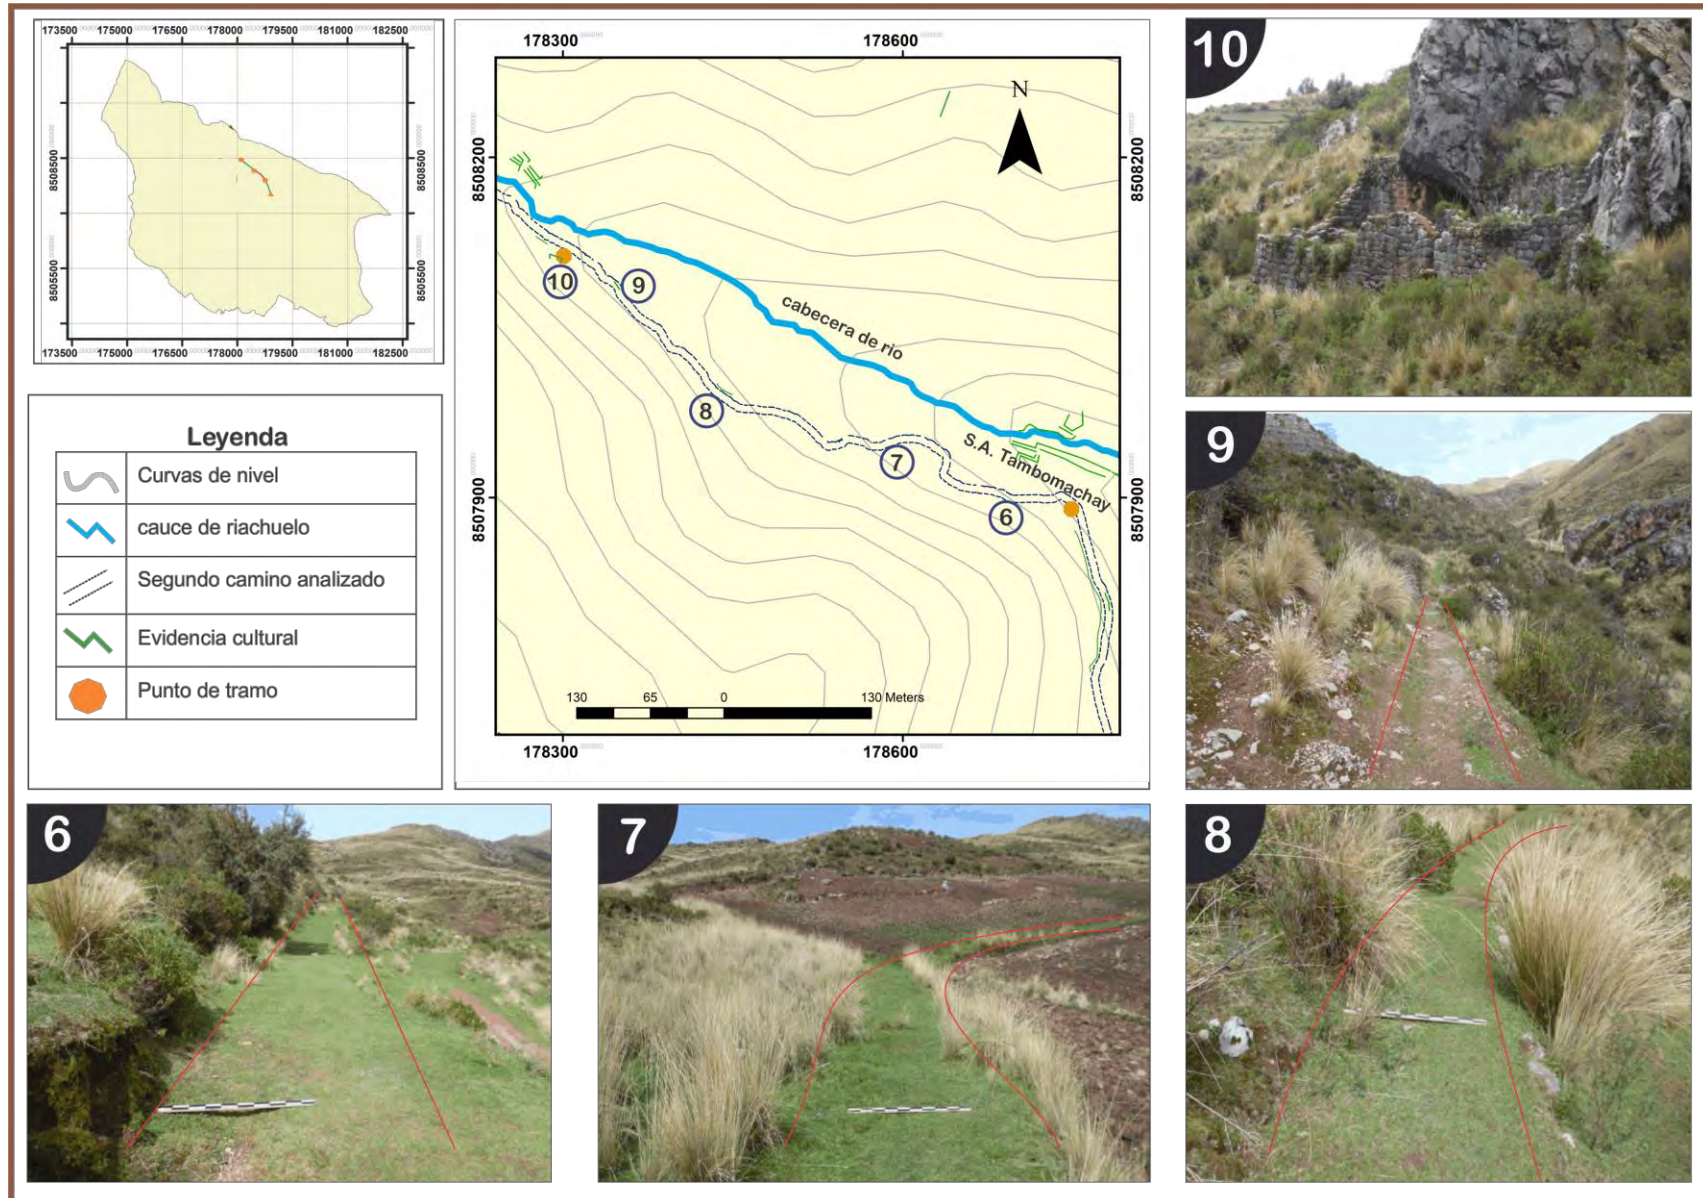 173500 175000 176500 178000 179500 181000 182500
8508500 8508500
8505500 8505500
173500 175000 176500 178000 179500 181000 182500
Leyenda
Curvas de nivel
cauce de riachuelo
Segundo camino analizado
Evidencia cultural
Punto de tramo
178300 178600
N
8508200 8508200
10
9
cabecera de rio
8
7
S.A. Tambomachay
6
8507900 8507900
130 65 0 130 Meters
178300 178600
10
9
6
7
8